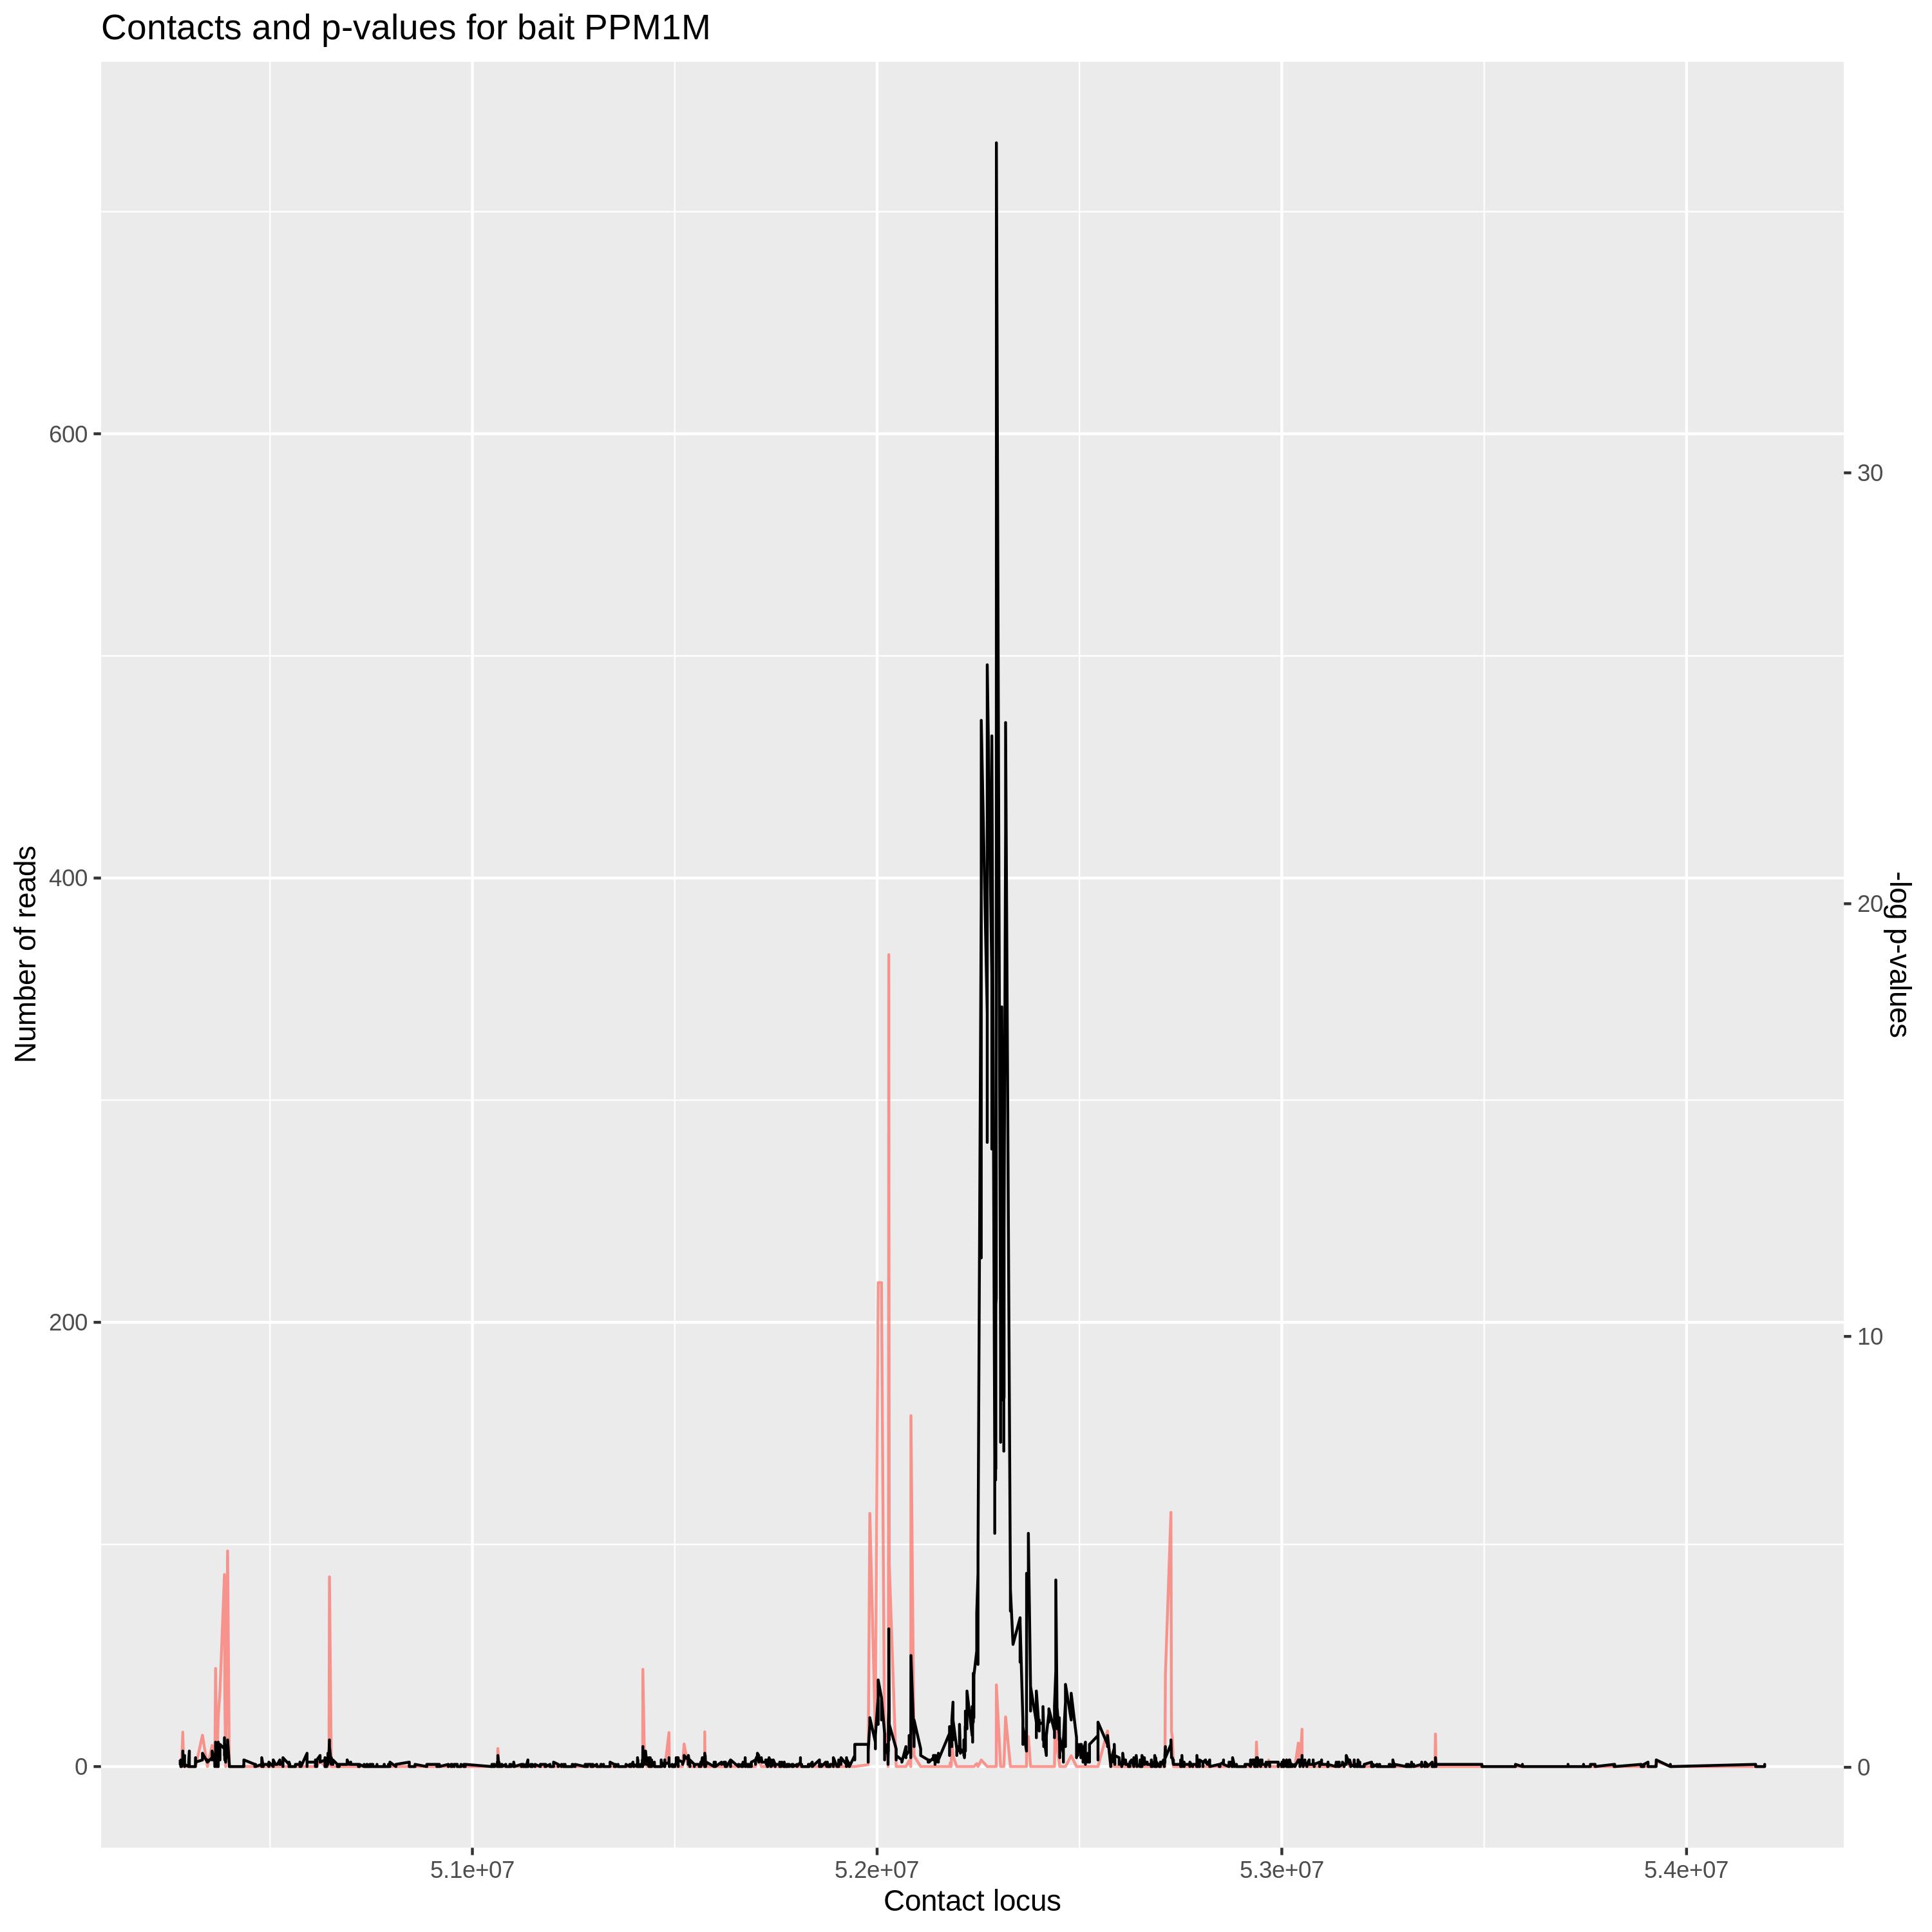 Contacts and p-values for bait PPM1M
Number of reads
600
400
200
0
30
20
10
0
-log p-values
5.1e+07
5.2e+07
5.3e+07
5.4e+07
Contact locus